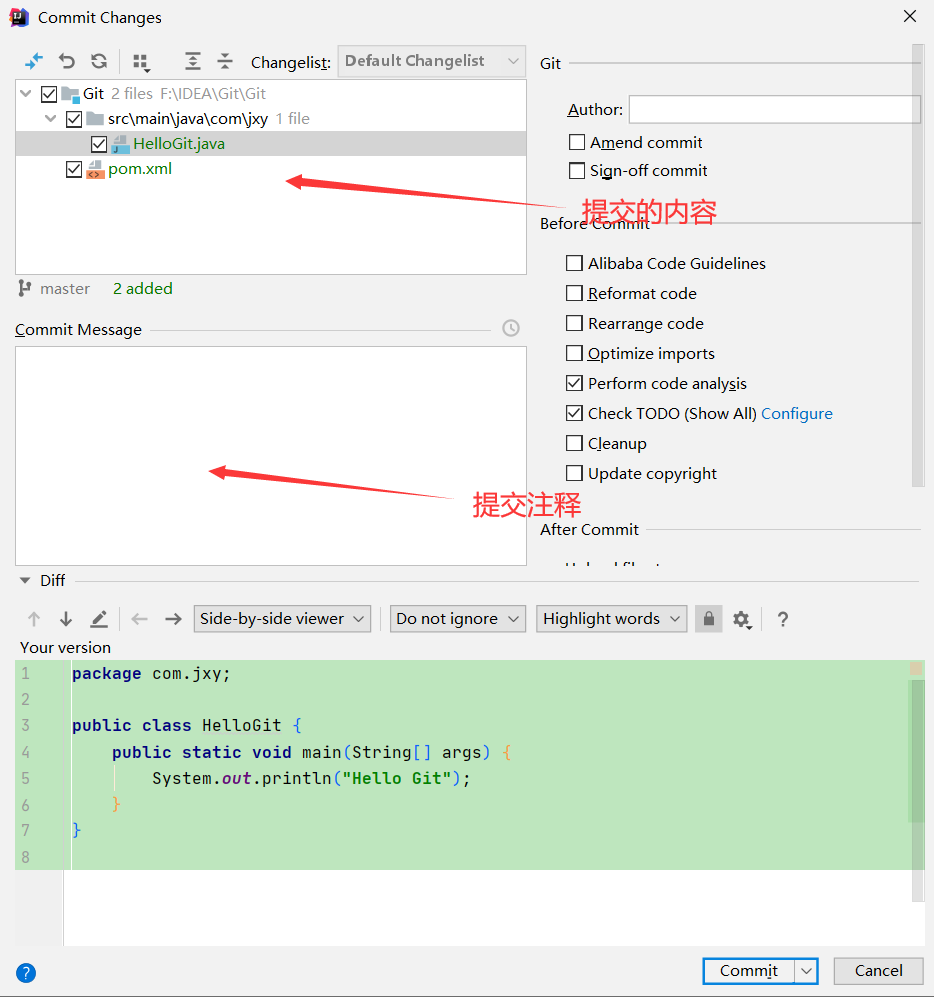 Commit Changes
Changelist: Default Changelist
Git 2 files F:\IDEA\Git\Git
src\main\java\com\jxy 1 file
HelloGit.java
pom.xml
提交的内容
master 2 added
Commit Message
提交注释
Git
Author:
Amend commit
Sign-off commit
Before Commit
Alibaba Code Guidelines
Reformat code
Rearrange code
Optimize imports
Perform code analysis
Check TODO (Show All) Configure
Cleanup
Update copyright
After Commit
Diff
Side-by-side viewer Do not ignore Highlight words ?
Your version
1 package com.jxy;
2
3 public class HelloGit {
4 public static void main(String[] args) {
5 System.out.println("Hello Git");
6 }
7 }
8
? Commit Cancel